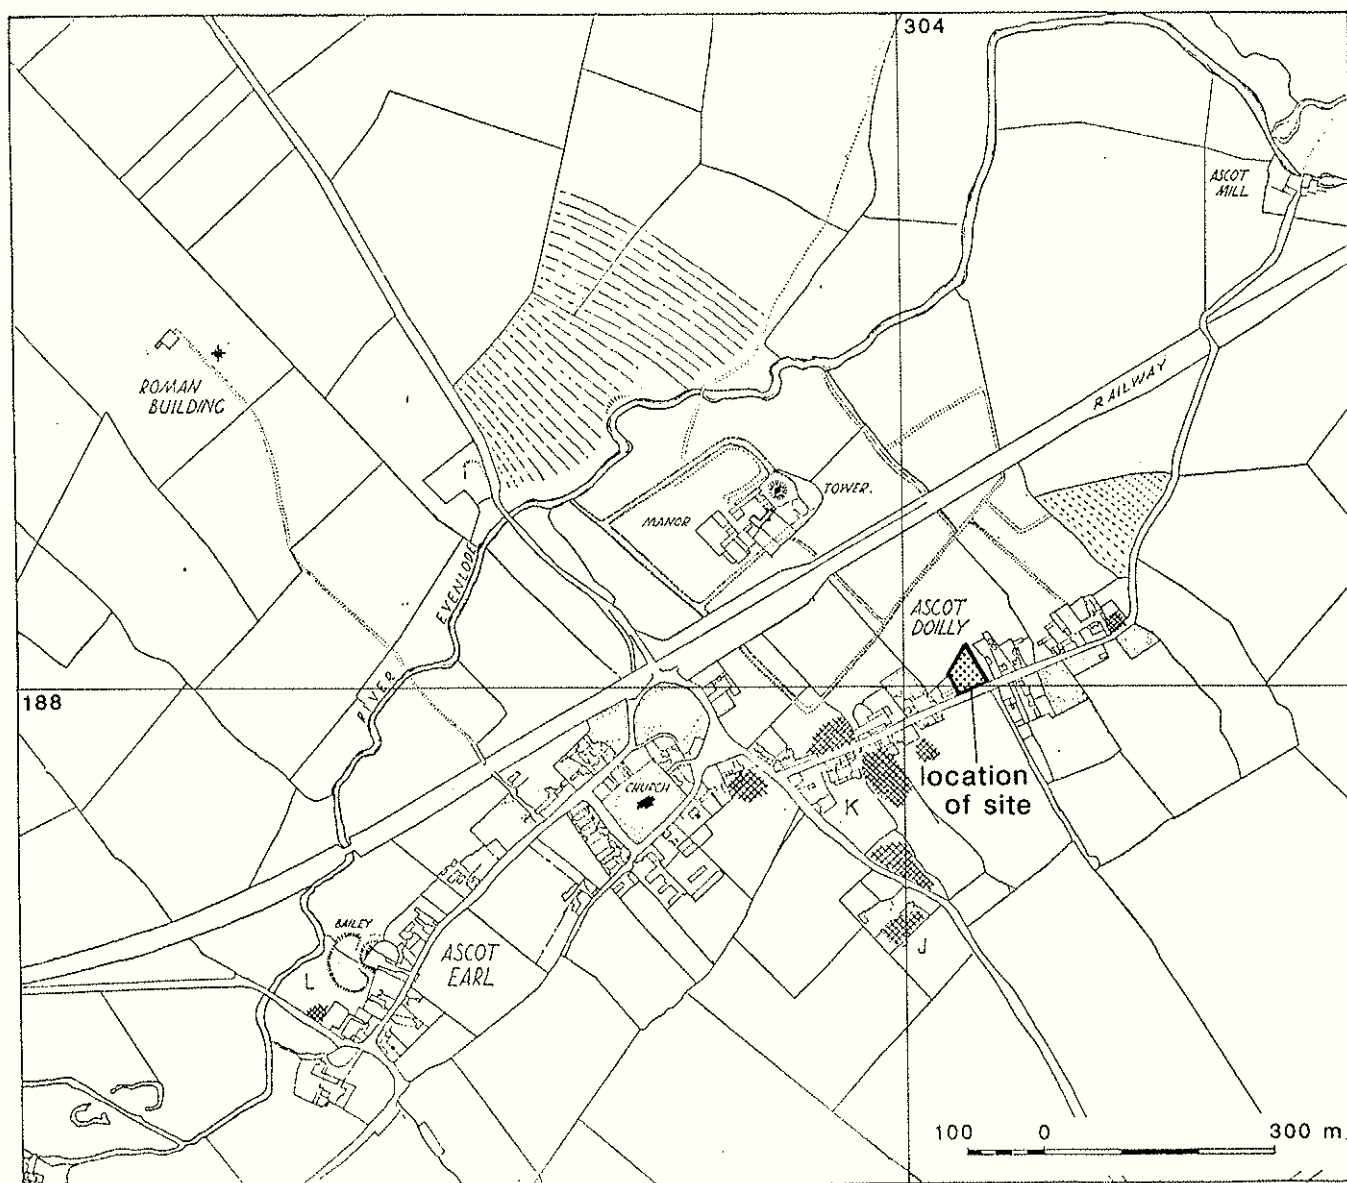 304
ASCOT
MILL
ROMAN
BUILDING
RAILWAY
TOWER.
MANOR
RIVER EVENLODE
ASCOT
DOILLY
188
CHURCH
location
of site
K
BAILEY
ASCOT
EARL
L
J
100 0 300 m